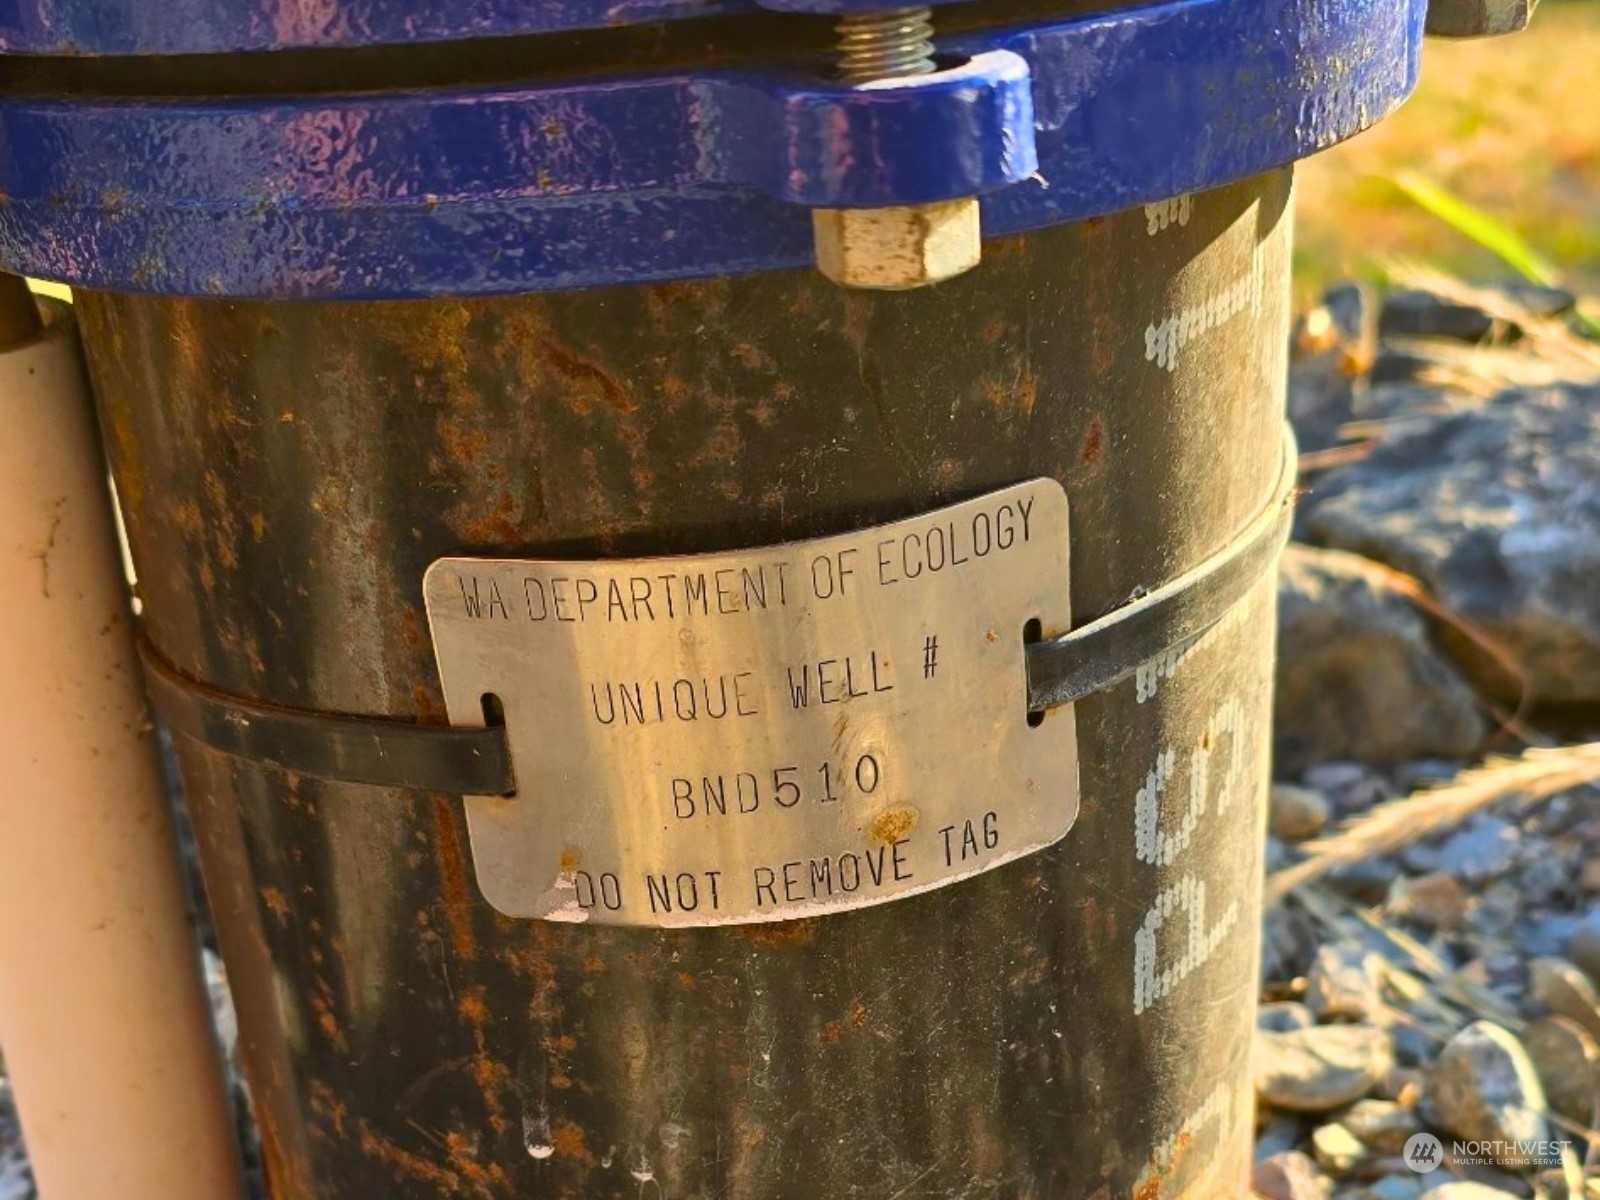 WA DEPARTMENT OF ECOLOGY
UNIQUE WELL #
BND510
DO NOT REMOVE TAG
NORTHWEST
MULTIPLE LISTING SERVICE